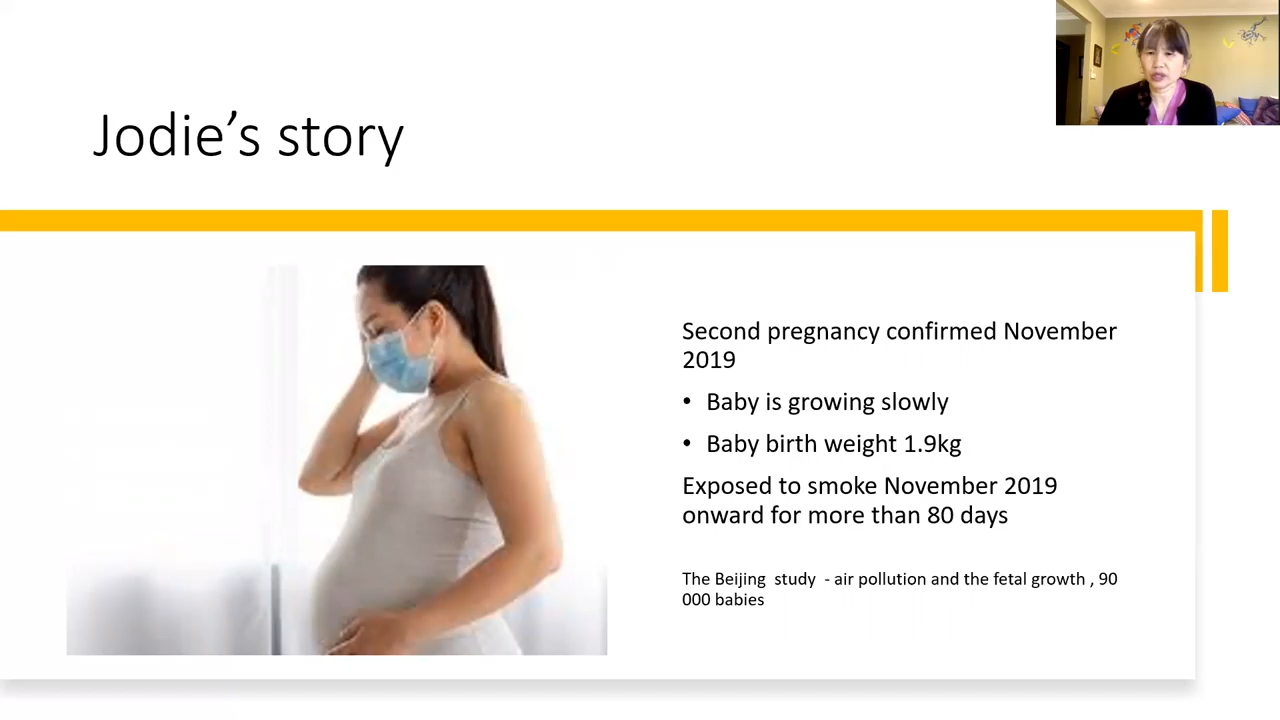 Jodie’s story
Second pregnancy confirmed November
2019
• Baby is growing slowly
• Baby birth weight 1.9kg
Exposed to smoke November 2019
onward for more than 80 days
The Beijing study - air pollution and the fetal growth , 90
000 babies